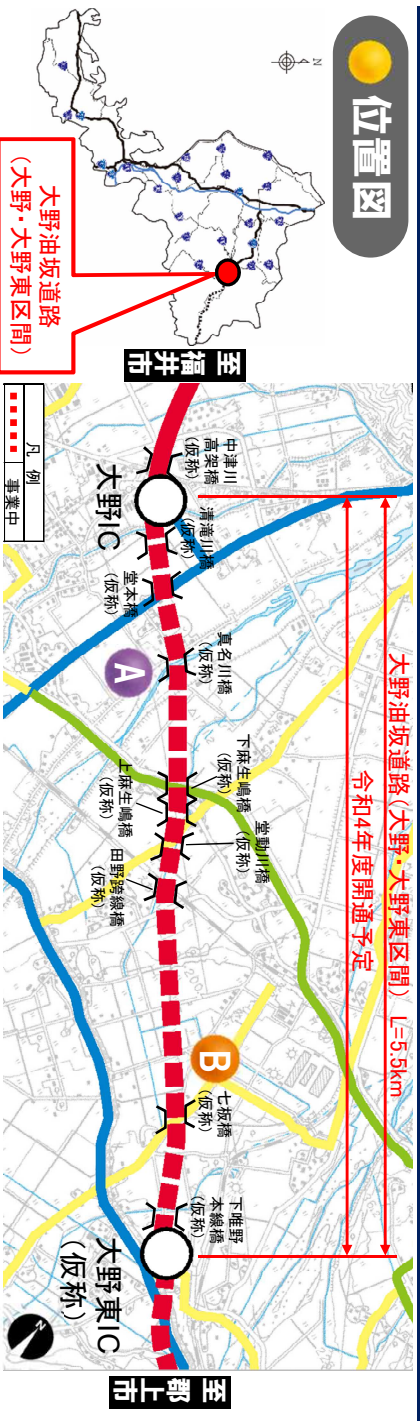 位置図
N
大野油坂道路
(大野・大野東区間)
至福井市
大野油坂道路(大野・大野東区間) L=5.5km
令和4年度開通予定
中津川
高架橋
(仮称)
大野IC
清滝川橋
(仮称)
堂本橋
(仮称)
真名川橋
(仮称)
A
下麻生嶋橋
(仮称)
上麻生嶋橋
(仮称)
堂動川橋
(仮称)
田野跨線橋
(仮称)
B
七板橋
(仮称)
下唯野
本線橋
(仮称)
大野東IC
(仮称)
至郡上市
凡 例
事業中
N